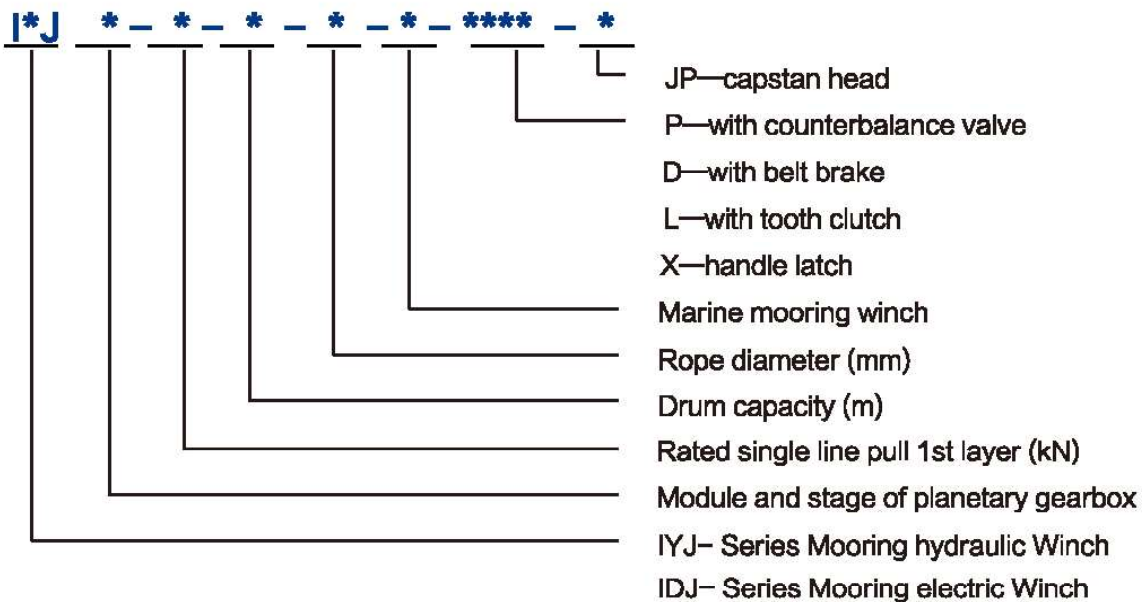 I*J * – * – * – * – * – **** – *
JP—capstan head
P—with counterbalance valve
D—with belt brake
L—with tooth clutch
X—handle latch
Marine mooring winch
Rope diameter (mm)
Drum capacity (m)
Rated single line pull 1st layer (kN)
Module and stage of planetary gearbox
IYJ– Series Mooring hydraulic Winch
IDJ– Series Mooring electric Winch